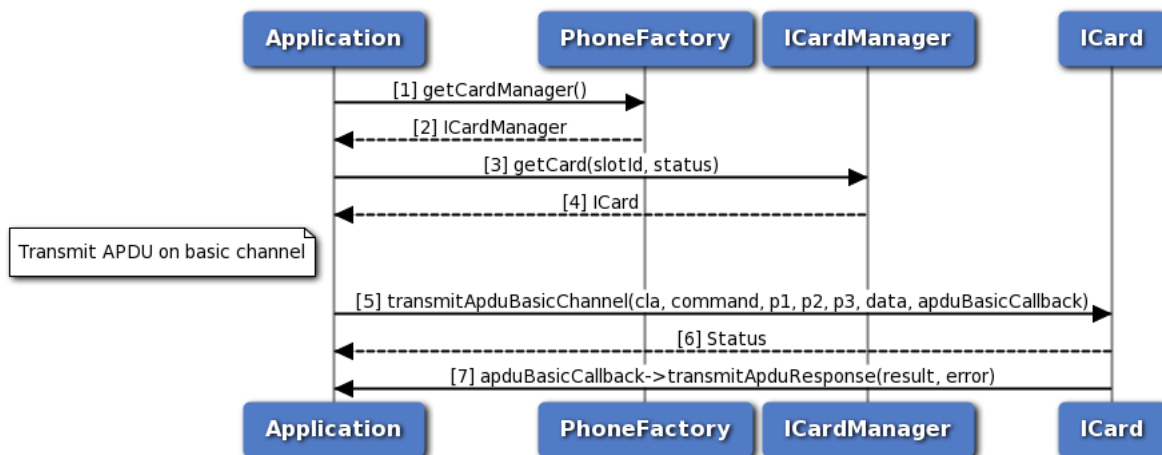 Application PhoneFactory ICardManager ICard
[1] getCardManager()
[2] ICardManager
[3] getCard(slotId, status)
[4] ICard
Transmit APDU on basic channel
[5] transmitApduBasicChannel(cla, command, p1, p2, p3, data, apduBasicCallback)
[6] Status
[7] apduBasicCallback->transmitApduResponse(result, error)
Application PhoneFactory ICardManager ICard